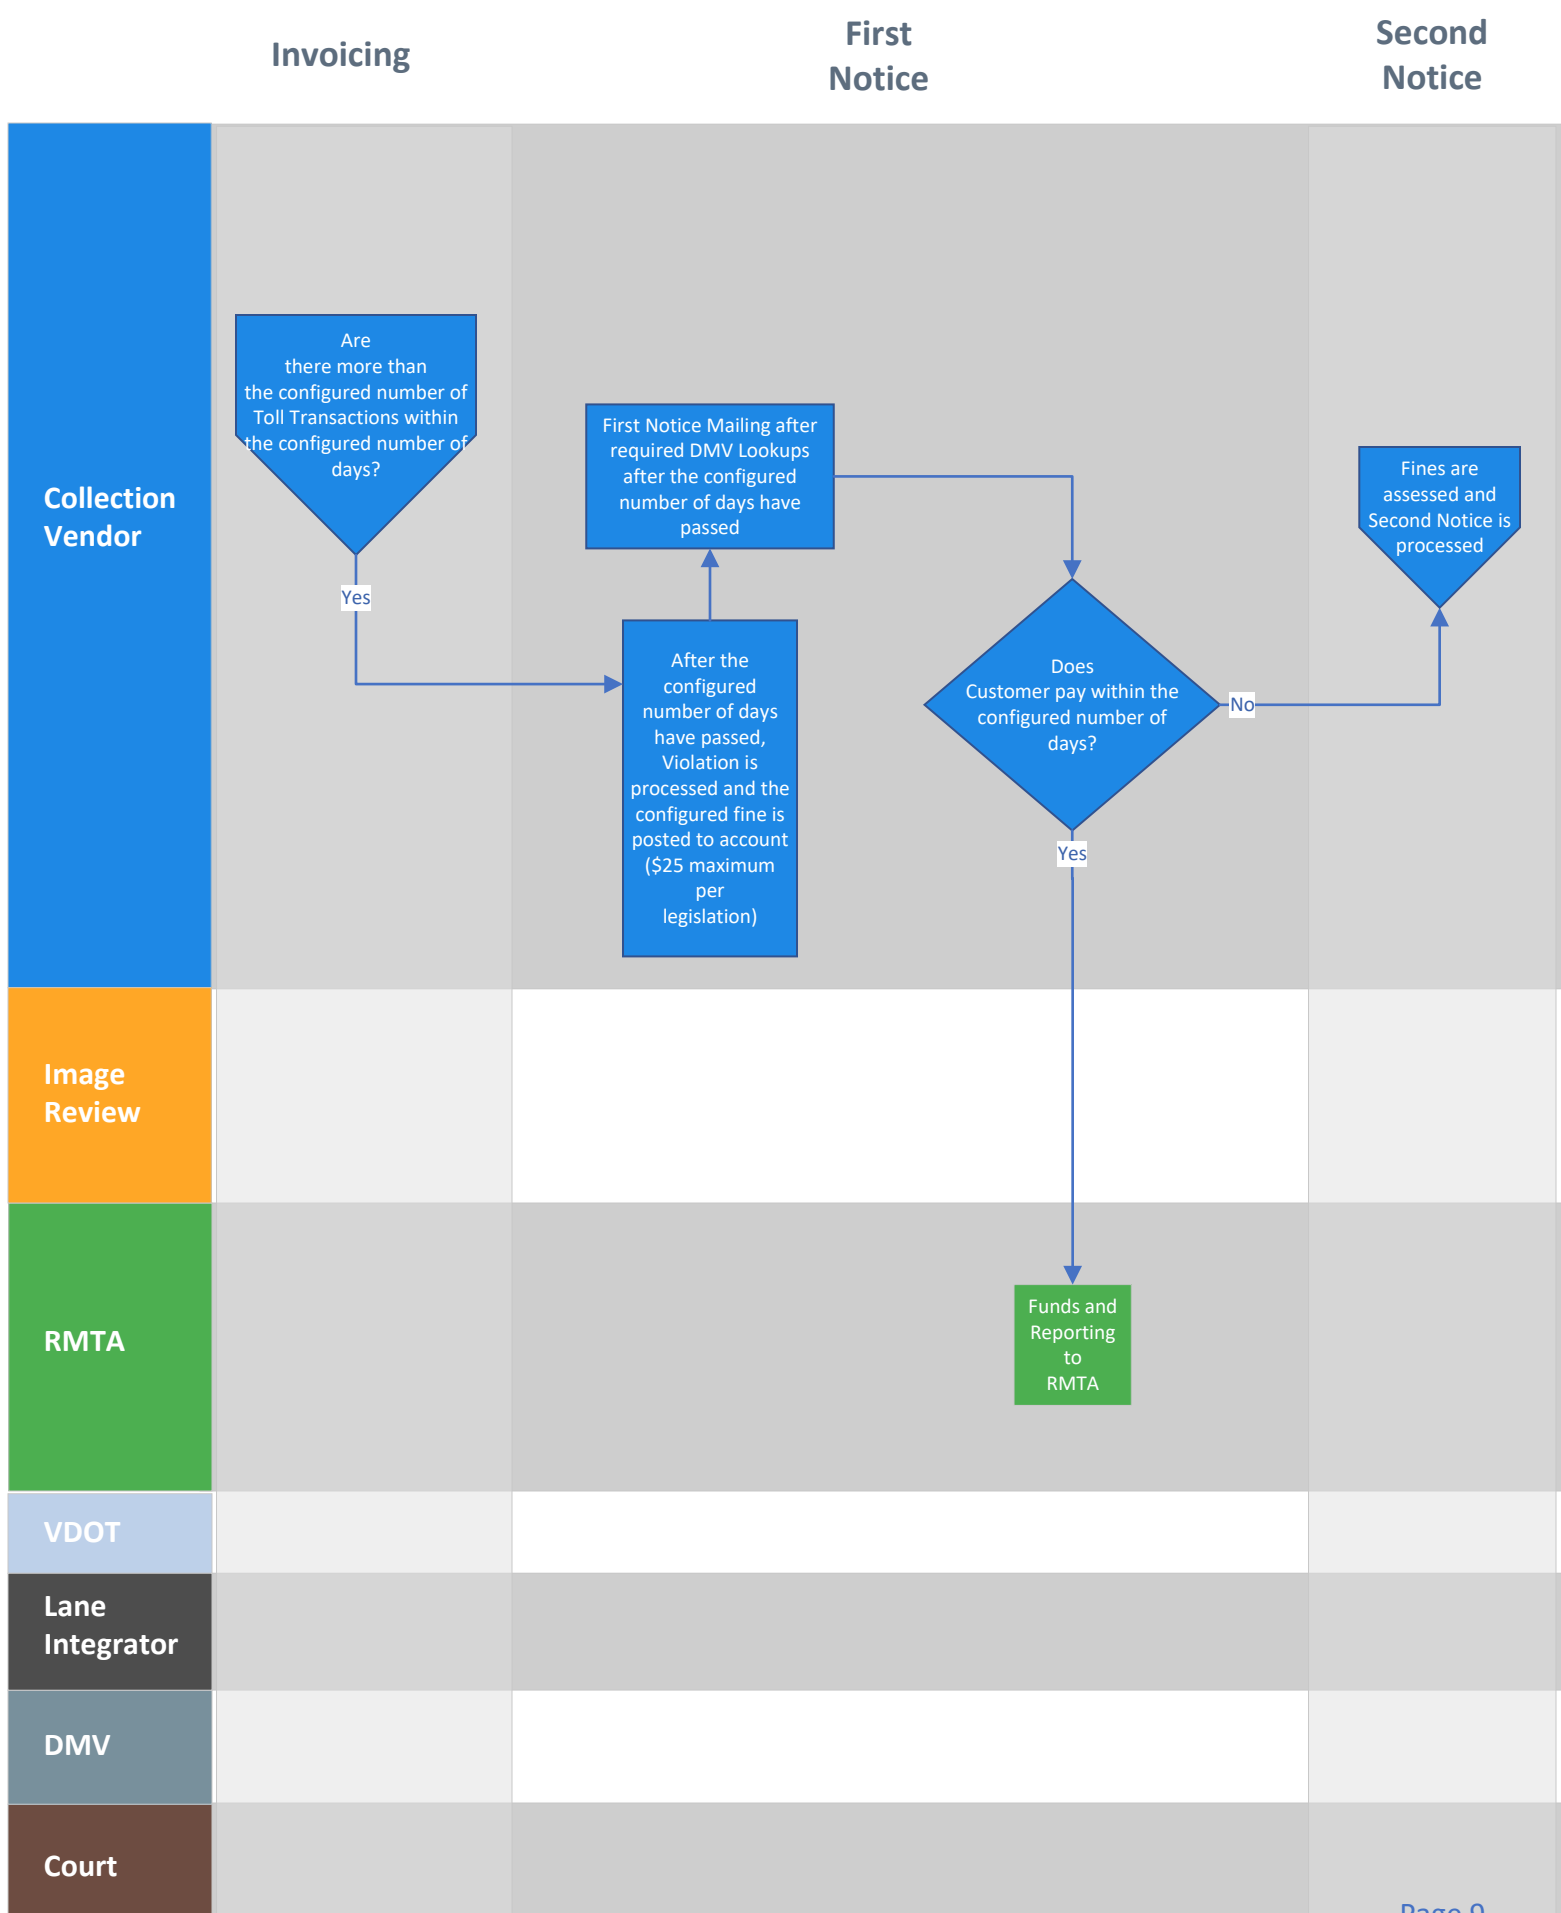 Invoicing
First
Notice
Second
Notice
Collection
Vendor
Are
there more than
the configured number of
Toll Transactions within
the configured number of
days?
Yes
First Notice Mailing after
required DMV Lookups
after the configured
number of days have
passed
After the
configured
number of days
have passed,
Violation is
processed and the
configured fine is
posted to account
($25 maximum
per
legislation)
Does
Customer pay within the
configured number of
days?
No
Yes
Fines are
assessed and
Second Notice is
processed
Image
Review
RMTA
Funds and
Reporting
to
RMTA
VDOT
Lane
Integrator
DMV
Court
Page 9